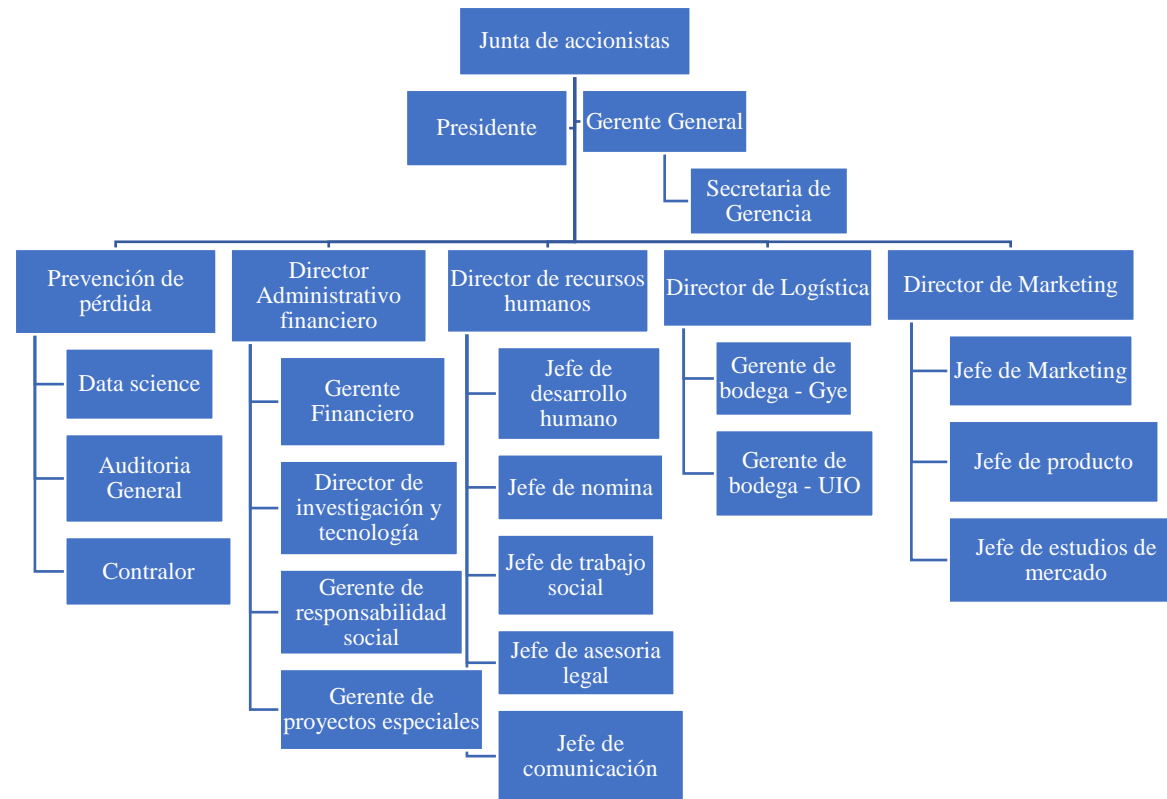 Junta de accionistas
Presidente
Gerente General
Secretaria de
Gerencia
Prevención de
pérdida
Data science
Auditoria
General
Contralor
Director
Administrativo
financiero
Gerente
Financiero
Director de
investigación y
tecnología
Gerente de
responsabilidad
social
Gerente de
proyectos especiales
Director de recursos
humanos
Jefe de
desarrollo
humano
Jefe de nomina
Jefe de trabajo
social
Jefe de asesoria
legal
Jefe de
comunicación
Director de Logística
Gerente de
bodega - Gye
Gerente de
bodega - UIO
Director de Marketing
Jefe de Marketing
Jefe de producto
Jefe de estudios de
mercado